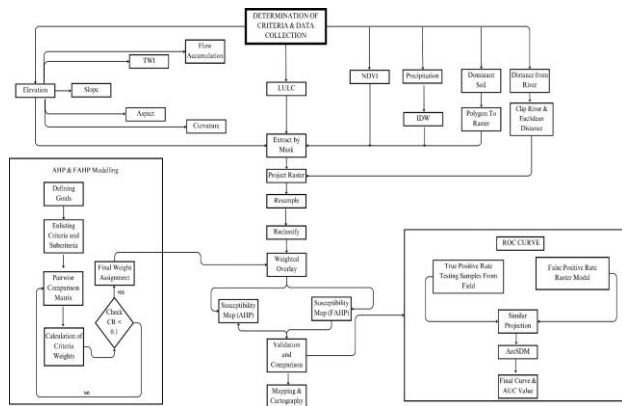 DETERMINATION OF
CRITERIA & DATA
COLLECTION
Flow
Accumulation
TWI
Elevation
Slope
Aspect
Curvature
LULC
NDVI
Precipitation
Dominant
Soil
Distance from
River
IDW
Polygon To
Raster
Clip River &
Euclidean
Distance
Extract by
Mask
Project Raster
Resample
Reclassify
Weighted
Overlay
Susceptibility
Map (AHP)
Susceptibility
Map (FAHP)
Validation
and
Comparison
Mapping &
Cartography
AHP & FAHP Modelling
Defining
Goals
Enlisting
Criteria and
Subcriteria
Pairwise
Comparison
Matrix
Calculation of
Criteria
Weights
Check
CR <
0.1
Final Weight
Assignment
ROC CURVE
True Positive Rate
Testing Samples From
Field
False Positive Rate
Raster Model
Similar
Projection
ArcSDM
Final Curve &
AUC Value